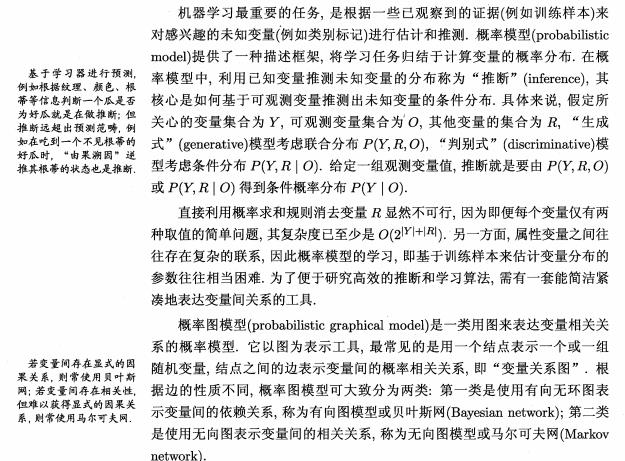 机器学习最重要的任务, 是根据一些已观察到的证据(例如训练样本)来
对感兴趣的未知变量(例如类别标记)进行估计和推测. 概率模型(probabilistic
model)提供了一种描述框架, 将学习任务归结于计算变量的概率分布. 在概
率模型中, 利用已知变量推测未知变量的分布称为“推断”(inference), 其
核心是如何基于可观测变量推测出未知变量的条件分布. 具体来说, 假定所
关心的变量集合为 Y, 可观测变量集合为 O, 其他变量的集合为 R, “生成
式”(generative)模型考虑联合分布 P(Y, R, O), “判别式”(discriminative)模
型考虑条件分布 P(Y, R | O). 给定一组观测变量值, 推断就是要由 P(Y, R, O)
或 P(Y, R | O) 得到条件概率分布 P(Y | O).
基于学习器进行预测,
例如根据纹理、颜色、根
蒂等信息判断一个瓜是否
为好瓜就是在做推断; 但
推断远超出预测范畴, 例
如在吃到一个不见根蒂的
好瓜时, “由果溯因”逆
推其根蒂的状态也是推断.
直接利用概率求和规则消去变量 R 显然不可行, 因为即便每个变量仅有两
种取值的简单问题, 其复杂度已至少是 O(2^{|Y|+|R|}). 另一方面, 属性变量之间往
往存在复杂的联系, 因此概率模型的学习, 即基于训练样本来估计变量分布的
参数往往相当困难. 为了便于研究高效的推断和学习算法, 需有一套能简洁紧
凑地表达变量间关系的工具.
概率图模型(probabilistic graphical model)是一类用图来表达变量相关关
系的概率模型. 它以图为表示工具, 最常见的是用一个结点表示一个或一组
随机变量, 结点之间的边表示变量间的概率相关关系, 即“变量关系图”. 根
据边的性质不同, 概率图模型可大致分为两类: 第一类是使用有向无环图表
示变量间的依赖关系, 称为有向图模型或贝叶斯网(Bayesian network); 第二类
是使用无向图表示变量间的相关关系, 称为无向图模型或马尔可夫网(Markov
network).
若变量间存在显式的因
果关系, 则常使用贝叶斯
网; 若变量间存在相关性,
但难以获得显式的因果关
系, 则常使用马尔可夫网.